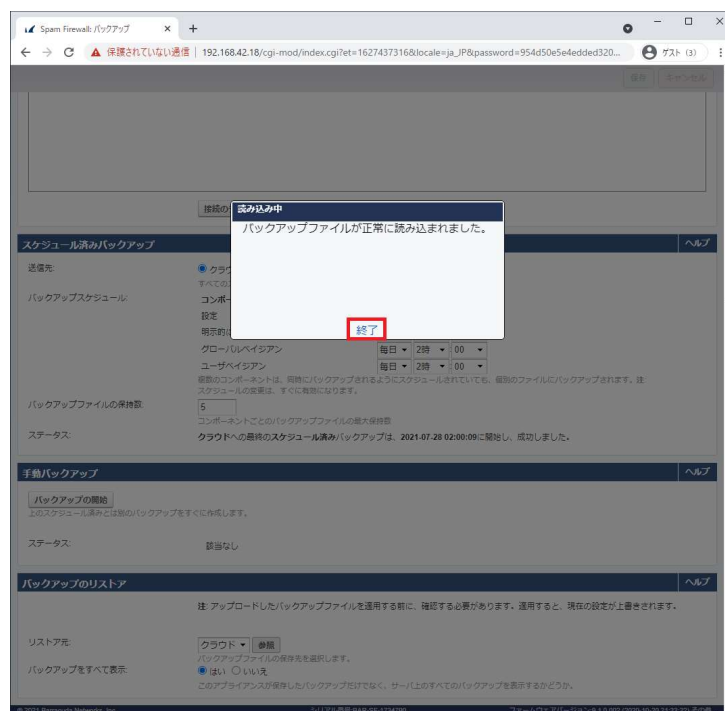 Spam Firewall: バックアップ
保護されていない通信 | 192.168.42.18/cgi-mod/index.cgi?et=1627437316&locale=ja_JP&password=954d50e5e4edded320...
ゲスト (3)
保存 キャンセル
接続の
読み込み中
バックアップファイルが正常に読み込まれました。
終了
スケジュール済みバックアップ
ヘルプ
送信先:
クラウ
すべての
バックアップスケジュール:
コンポー
設定
明示的に
グローバルベイジアン 毎日 2時 : 00
ユーザベイジアン 毎日 2時 : 00
個数のコンポーネントは、同時にバックアップされるようにスケジュールされていても、個別のファイルにバックアップされます。注
スケジュールの変更は、すぐに有効になります。
バックアップファイルの保持数: 5
コンポーネントごとのバックアップファイルの最大保持数
ステータス: クラウドへの最終のスケジュール済みバックアップは、2021-07-28 02:00:09に開始し、成功しました。
手動バックアップ
ヘルプ
バックアップの開始
上のスケジュール済みとは別のバックアップをすぐに作成します。
ステータス: 該当なし
バックアップのリストア
ヘルプ
注: アップロードしたバックアップファイルを適用する前に、確認する必要があります。適用すると、現在の設定が上書きされます。
リストア元: クラウド 参照
バックアップファイルの保存先を選択します。
バックアップをすべて表示: はい いいえ
このアプライアンスが保存したバックアップだけでなく、サーバ上のすべてのバックアップを表示するかどうか。
© 2021 Barracuda Networks, Inc.